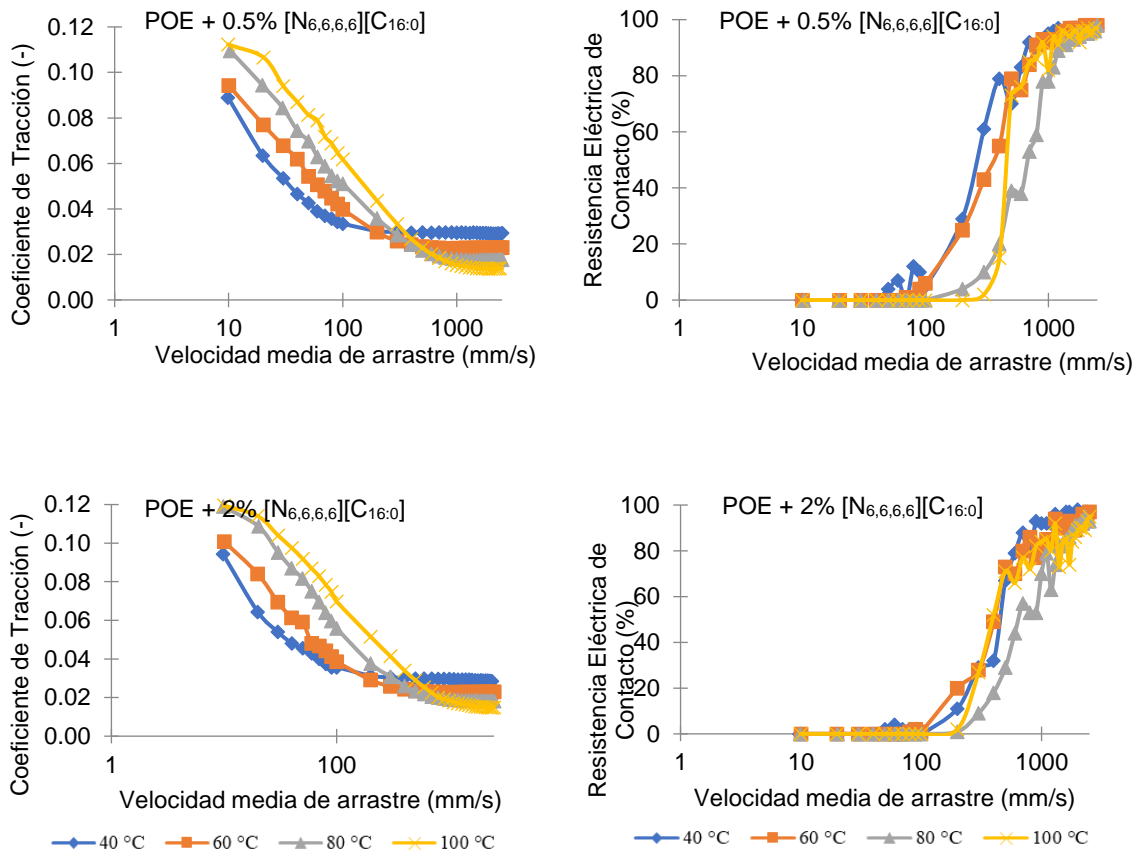 POE + 0.5% [N6,6,6,6][C16:0]
Coeficiente de Tracción (-)
0.12
0.10
0.08
0.06
0.04
0.02
0.00
1 10 100 1000
Velocidad media de arrastre (mm/s)
POE + 0.5% [N6,6,6,6][C16:0]
Resistencia Eléctrica de
Contacto (%)
100
80
60
40
20
0
1 10 100 1000
Velocidad media de arrastre (mm/s)
POE + 2% [N6,6,6,6][C16:0]
Coeficiente de Tracción (-)
0.12
0.10
0.08
0.06
0.04
0.02
0.00
1 100
Velocidad media de arrastre (mm/s)
40 °C 60 °C 80 °C 100 °C
POE + 2% [N6,6,6,6][C16:0]
Resistencia Eléctrica de
Contacto (%)
100
80
60
40
20
0
1 10 100 1000
Velocidad media de arrastre (mm/s)
40 °C 60 °C 80 °C 100 °C